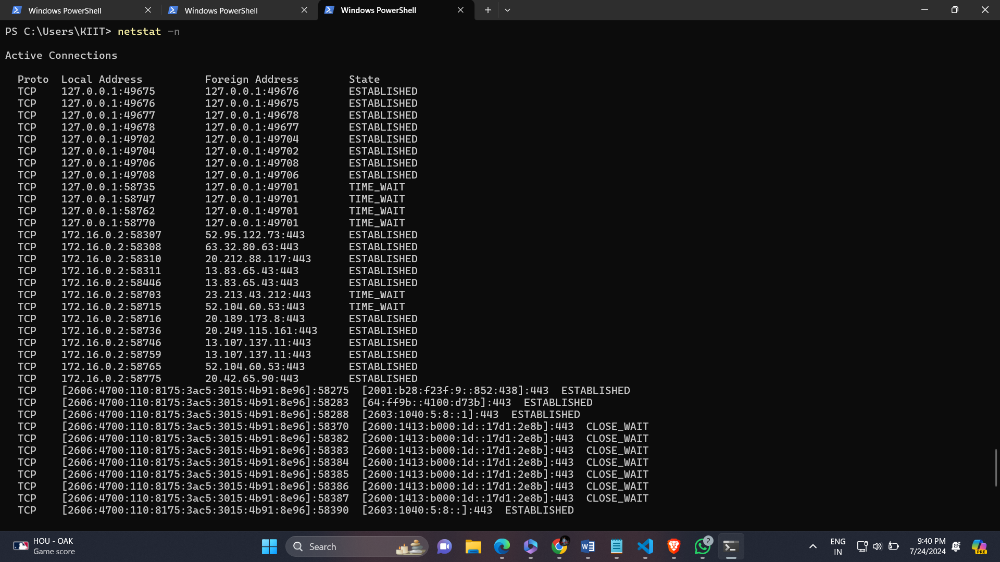 Windows PowerShell
Windows PowerShell
Windows PowerShell
PS C:\Users\KIIT> netstat -n
Active Connections
Proto  Local Address          Foreign Address        State
TCP    127.0.0.1:49675        127.0.0.1:49676        ESTABLISHED
TCP    127.0.0.1:49676        127.0.0.1:49675        ESTABLISHED
TCP    127.0.0.1:49677        127.0.0.1:49678        ESTABLISHED
TCP    127.0.0.1:49678        127.0.0.1:49677        ESTABLISHED
TCP    127.0.0.1:49702        127.0.0.1:49704        ESTABLISHED
TCP    127.0.0.1:49704        127.0.0.1:49702        ESTABLISHED
TCP    127.0.0.1:49706        127.0.0.1:49708        ESTABLISHED
TCP    127.0.0.1:49708        127.0.0.1:49706        ESTABLISHED
TCP    127.0.0.1:58735        127.0.0.1:49701        TIME_WAIT
TCP    127.0.0.1:58747        127.0.0.1:49701        TIME_WAIT
TCP    127.0.0.1:58762        127.0.0.1:49701        TIME_WAIT
TCP    127.0.0.1:58770        127.0.0.1:49701        TIME_WAIT
TCP    172.16.0.2:58307       52.95.122.73:443       ESTABLISHED
TCP    172.16.0.2:58308       63.32.80.63:443        ESTABLISHED
TCP    172.16.0.2:58310       20.212.88.117:443      ESTABLISHED
TCP    172.16.0.2:58311       13.83.65.43:443        ESTABLISHED
TCP    172.16.0.2:58446       13.83.65.43:443        ESTABLISHED
TCP    172.16.0.2:58703       23.213.43.212:443      TIME_WAIT
TCP    172.16.0.2:58715       52.104.60.53:443       TIME_WAIT
TCP    172.16.0.2:58716       20.189.173.8:443       ESTABLISHED
TCP    172.16.0.2:58736       20.249.115.161:443     ESTABLISHED
TCP    172.16.0.2:58746       13.107.137.11:443      ESTABLISHED
TCP    172.16.0.2:58759       13.107.137.11:443      ESTABLISHED
TCP    172.16.0.2:58765       52.104.60.53:443       ESTABLISHED
TCP    172.16.0.2:58775       20.42.65.90:443        ESTABLISHED
TCP    [2606:4700:110:8175:3ac5:3015:4b91:8e96]:58275  [2001:b28:f23f:9::852:438]:443  ESTABLISHED
TCP    [2606:4700:110:8175:3ac5:3015:4b91:8e96]:58283  [64:ff9b::4100:d73b]:443  ESTABLISHED
TCP    [2606:4700:110:8175:3ac5:3015:4b91:8e96]:58288  [2603:1040:5:8::1]:443  ESTABLISHED
TCP    [2606:4700:110:8175:3ac5:3015:4b91:8e96]:58370  [2600:1413:b000:1d::17d1:2e8b]:443  CLOSE_WAIT
TCP    [2606:4700:110:8175:3ac5:3015:4b91:8e96]:58382  [2600:1413:b000:1d::17d1:2e8b]:443  CLOSE_WAIT
TCP    [2606:4700:110:8175:3ac5:3015:4b91:8e96]:58383  [2600:1413:b000:1d::17d1:2e8b]:443  CLOSE_WAIT
TCP    [2606:4700:110:8175:3ac5:3015:4b91:8e96]:58384  [2600:1413:b000:1d::17d1:2e8b]:443  CLOSE_WAIT
TCP    [2606:4700:110:8175:3ac5:3015:4b91:8e96]:58385  [2600:1413:b000:1d::17d1:2e8b]:443  CLOSE_WAIT
TCP    [2606:4700:110:8175:3ac5:3015:4b91:8e96]:58386  [2600:1413:b000:1d::17d1:2e8b]:443  CLOSE_WAIT
TCP    [2606:4700:110:8175:3ac5:3015:4b91:8e96]:58387  [2600:1413:b000:1d::17d1:2e8b]:443  CLOSE_WAIT
TCP    [2606:4700:110:8175:3ac5:3015:4b91:8e96]:58390  [2603:1040:5:8::]:443  ESTABLISHED
HOU - OAK
Game score
Search
W
2
ENG
IN
9:40 PM
7/24/2024
PRE